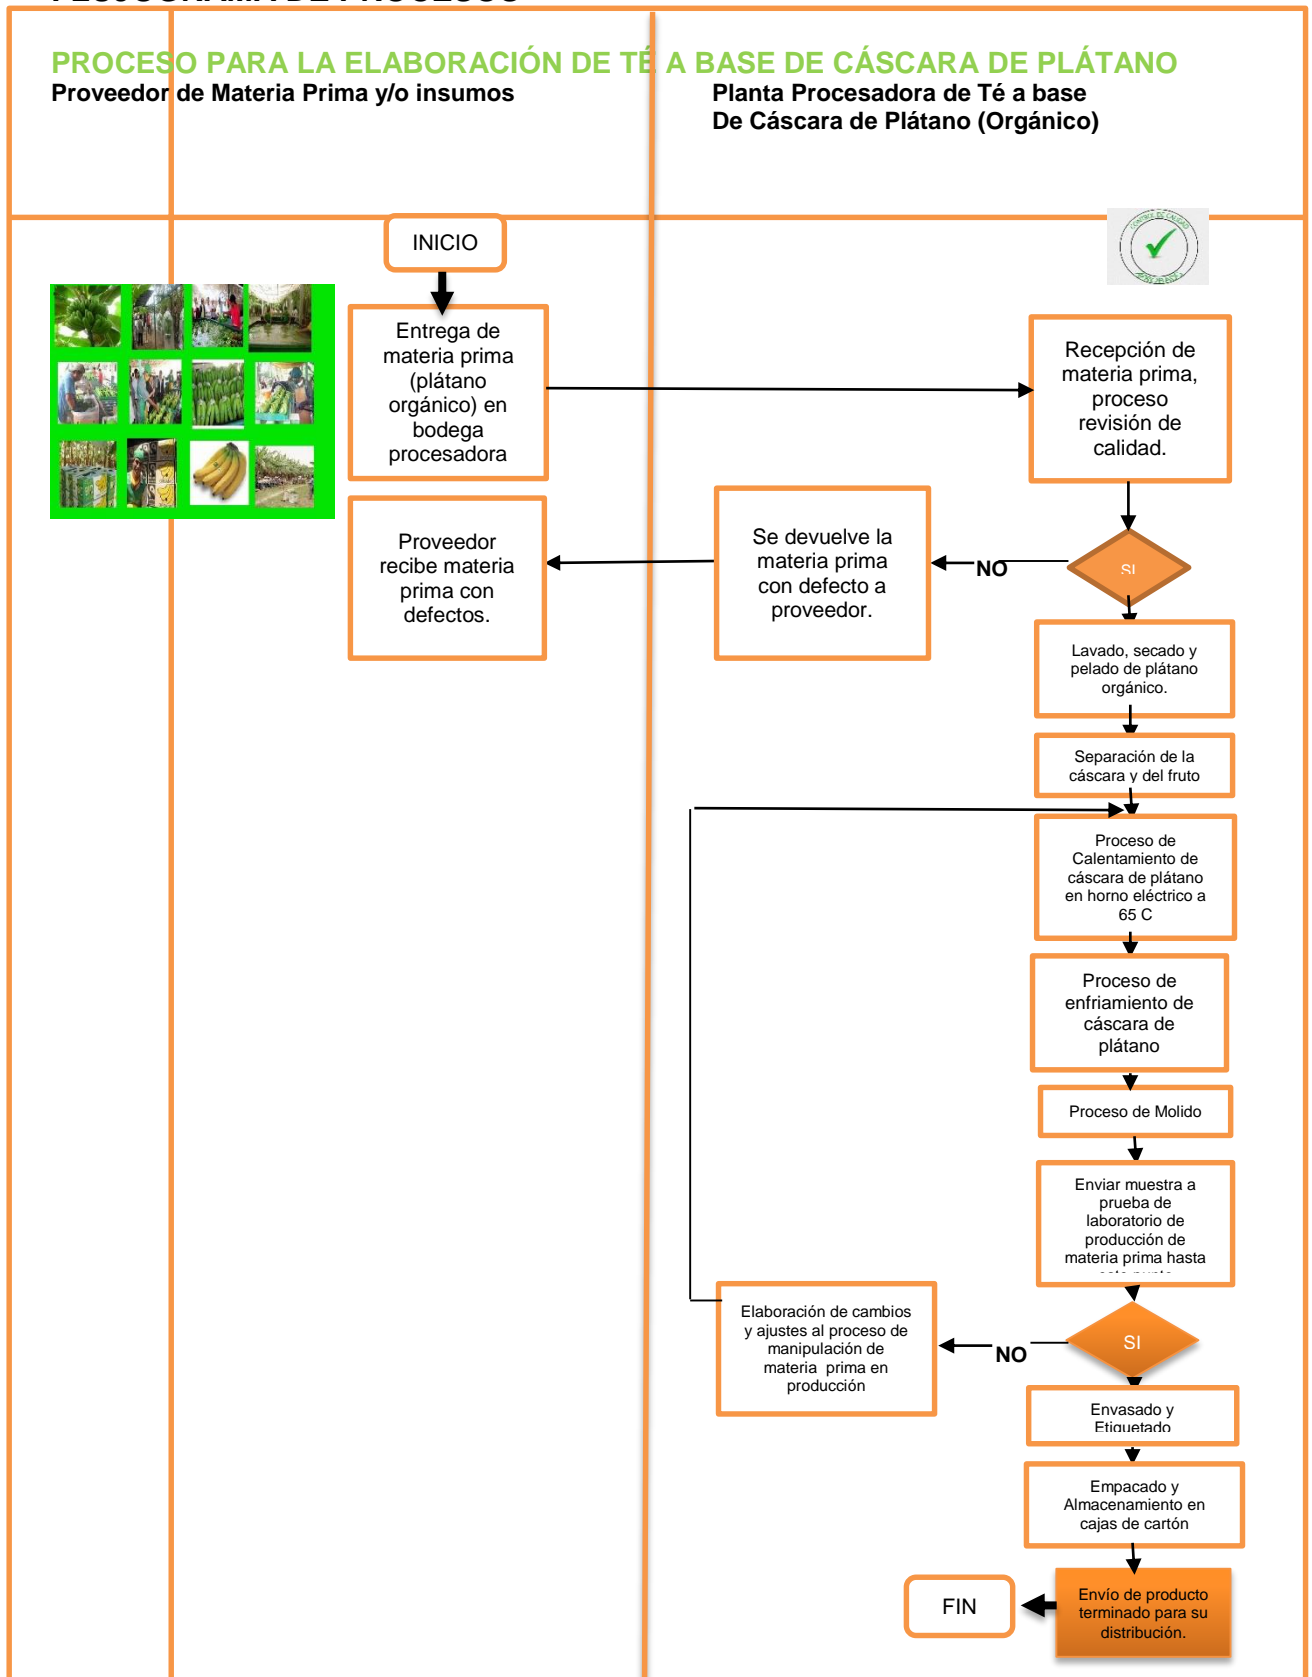 PROCESO PARA LA ELABORACIÓN DE TÉ A BASE DE CÁSCARA DE PLÁTANO
Proveedor de Materia Prima y/o insumos
Planta Procesadora de Té a base
De Cáscara de Plátano (Orgánico)
INICIO
CONTROL DE CALIDAD
Entrega de
materia prima
(plátano
orgánico) en
bodega
procesadora
Recepción de
materia prima,
proceso
revisión de
calidad.
Proveedor
recibe materia
prima con
defectos.
Se devuelve la
materia prima
con defecto a
proveedor.
NO
SI
Lavado, secado y
pelado de plátano
orgánico.
Separación de la
cáscara y del fruto
Proceso de
Calentamiento de
cáscara de plátano
en horno eléctrico a
65 C
Proceso de
enfriamiento de
cáscara de
plátano
Proceso de Molido
Enviar muestra a
prueba de
laboratorio de
producción de
materia prima hasta
Elaboración de cambios
y ajustes al proceso de
manipulación de
materia prima en
producción
NO
SI
Envasado y
Etiquetado
Empacado y
Almacenamiento en
cajas de cartón
FIN
Envío de producto
terminado para su
distribución.